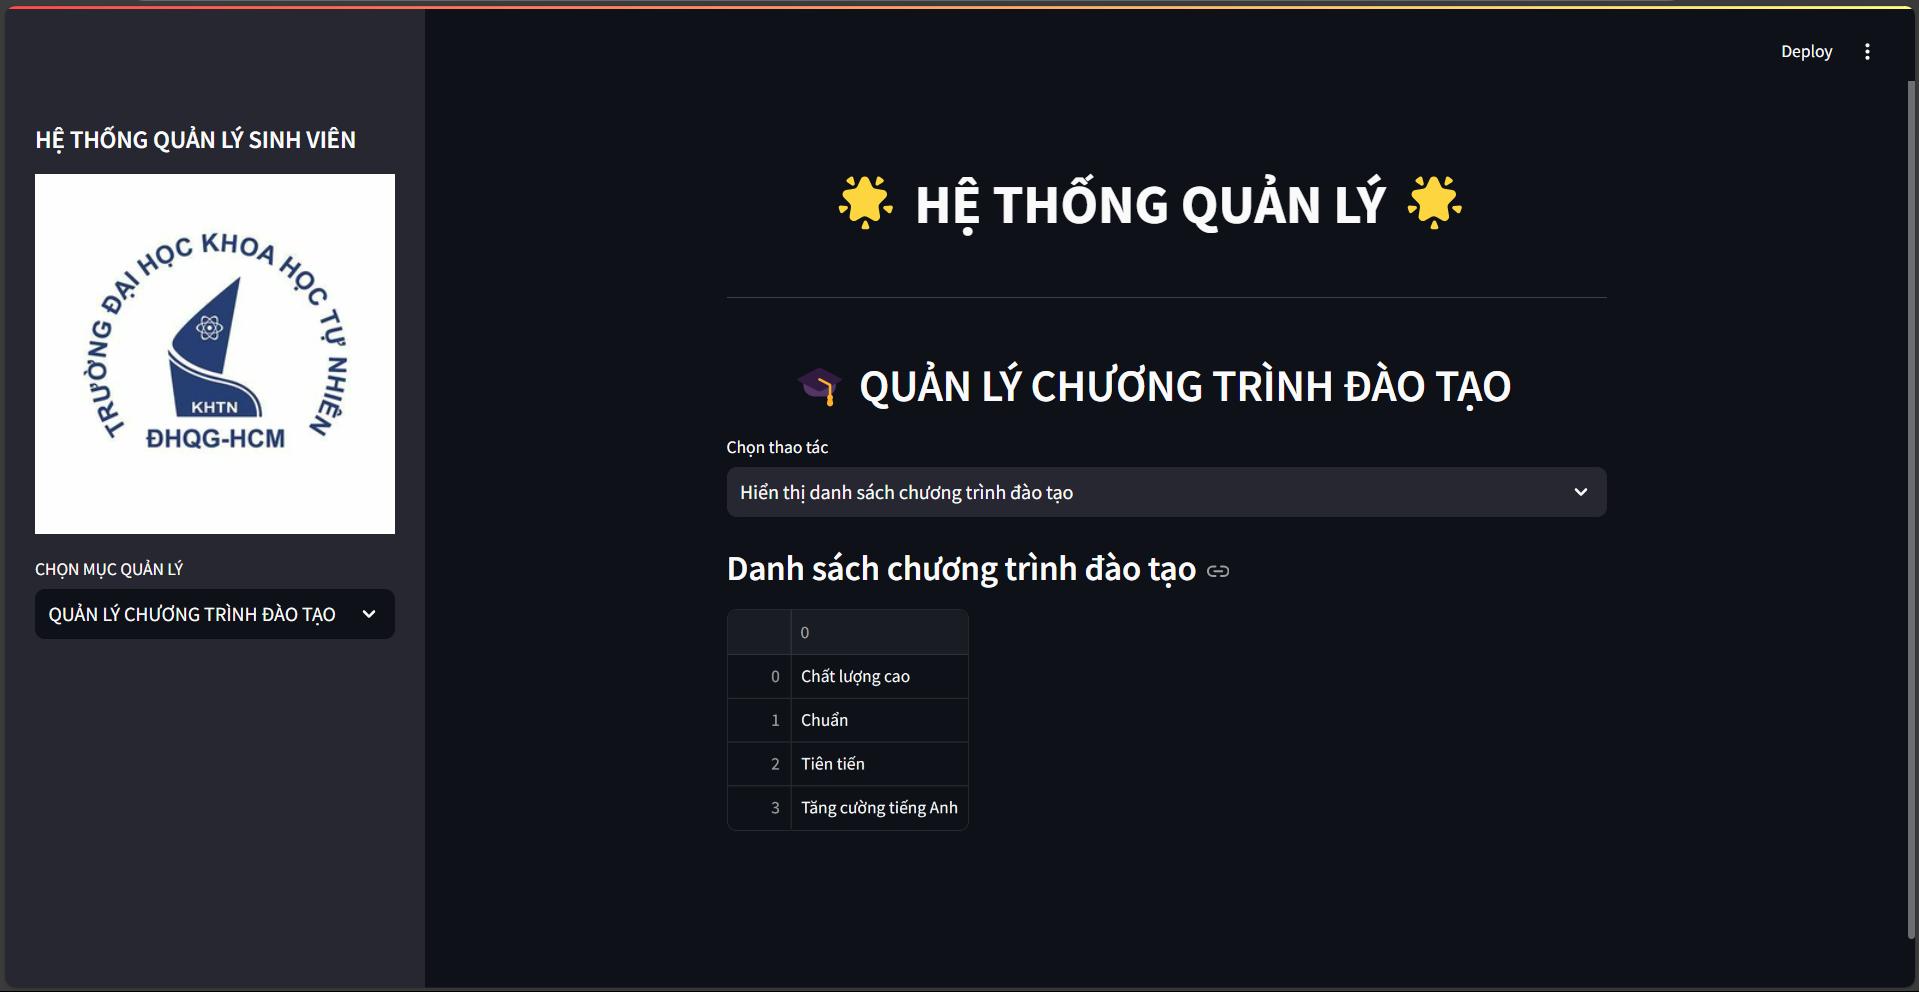 Deploy
HỆ THỐNG QUẢN LÝ SINH VIÊN
TRƯỜNG ĐẠI HỌC KHOA HỌC TỰ NHIÊN
KHTN
ĐHQG-HCM
CHỌN MỤC QUẢN LÝ
QUẢN LÝ CHƯƠNG TRÌNH ĐÀO TẠO
HỆ THỐNG QUẢN LÝ
QUẢN LÝ CHƯƠNG TRÌNH ĐÀO TẠO
Chọn thao tác
Hiển thị danh sách chương trình đào tạo
Danh sách chương trình đào tạo
0
0 Chất lượng cao
1 Chuẩn
2 Tiên tiến
3 Tăng cường tiếng Anh